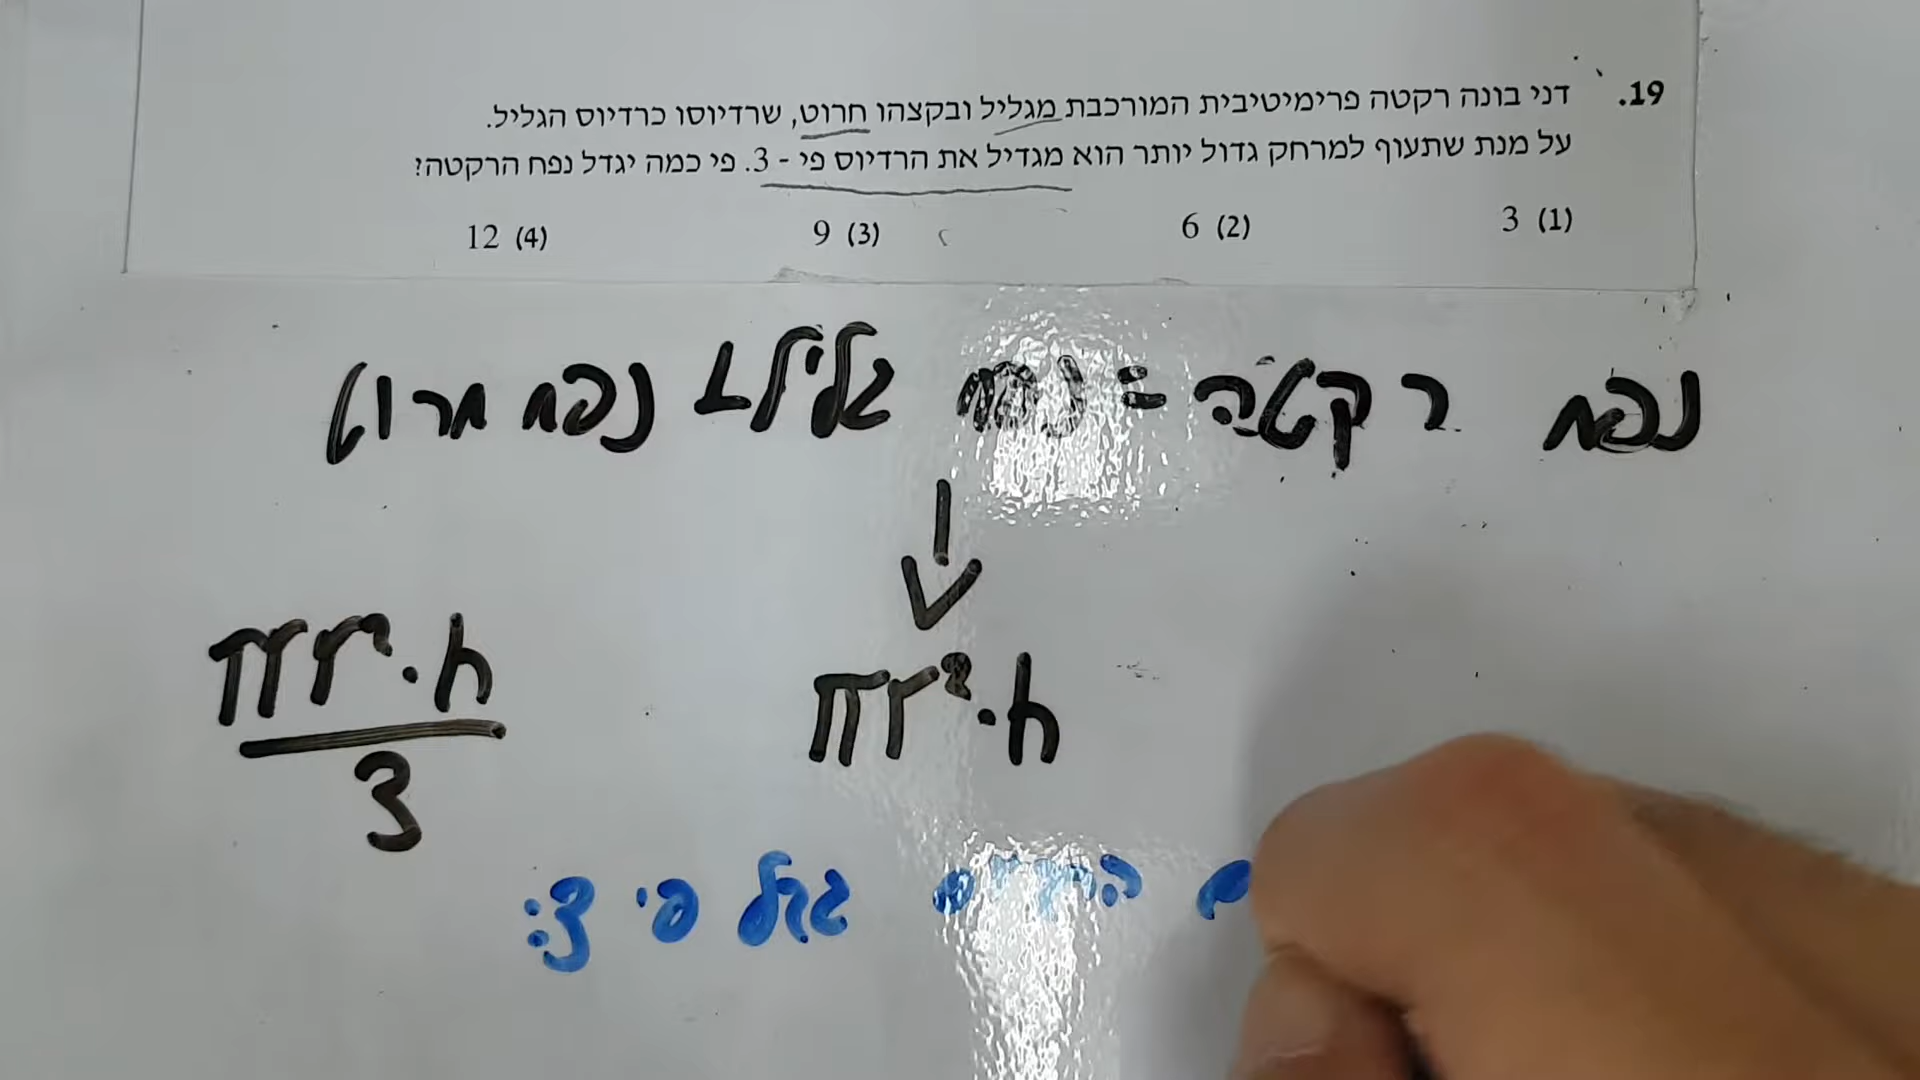 19. דני בונה רקטה פרימיטיבית המורכבת מגליל ובקצהו חרוט, שרדיוסו כרדיוס הגליל.
על מנת שתעוף למרחק גדול יותר הוא מגדיל את הרדיוס פי - 3. פי כמה יגדל נפח הרקטה?
(1) 3 (2) 6 (3) 9 (4) 12
נפח רקטה = נפח גליל + נפח חרוט
πr²·h
πr²·h
3
הרדיוס גדל פי 3: